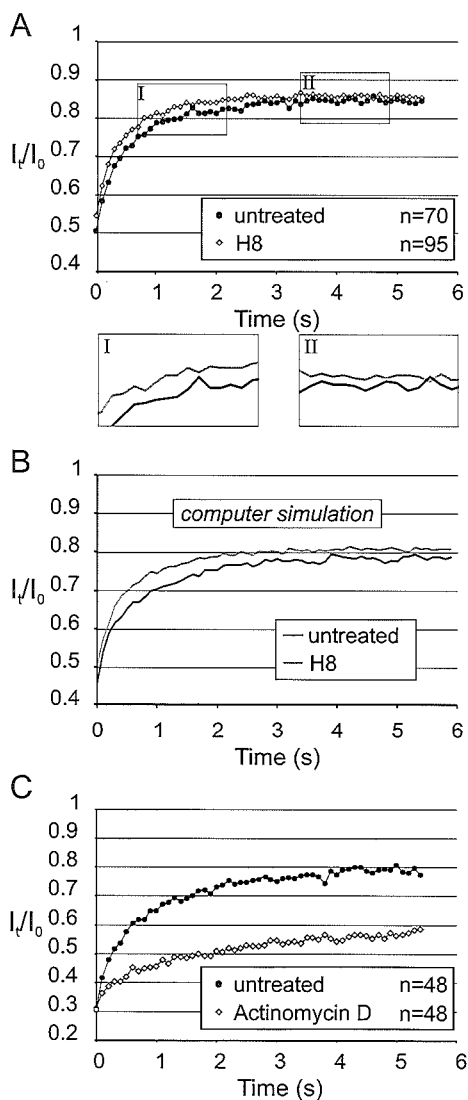 A
1
0.9
0.8
0.7
0.6
0.5
0.4
It/I0
I
II
untreated n=70
H8 n=95
0 1 2 3 4 5 6
Time (s)
I
II
B
1
0.9
0.8
0.7
0.6
0.5
0.4
It/I0
computer simulation
untreated
H8
0 1 2 3 4 5 6
Time (s)
C
1
0.9
0.8
0.7
0.6
0.5
0.4
0.3
0.2
It/I0
untreated n=48
Actinomycin D n=48
0 1 2 3 4 5 6
Time (s)